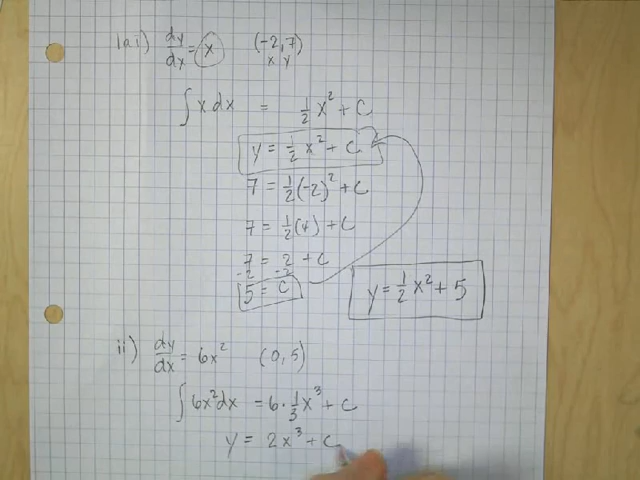 1ai) dy/dx = x (-2, 7)
x y
∫ x dx = 1/2 x² + C
y = 1/2 x² + C
7 = 1/2 (-2)² + C
7 = 1/2 (4) + C
7 = 2 + C
-2 -2
5 = C
y = 1/2 x² + 5
ii) dy/dx = 6x² (0, 5)
∫ 6x² dx = 6 · 1/3 x³ + C
y = 2x³ + C